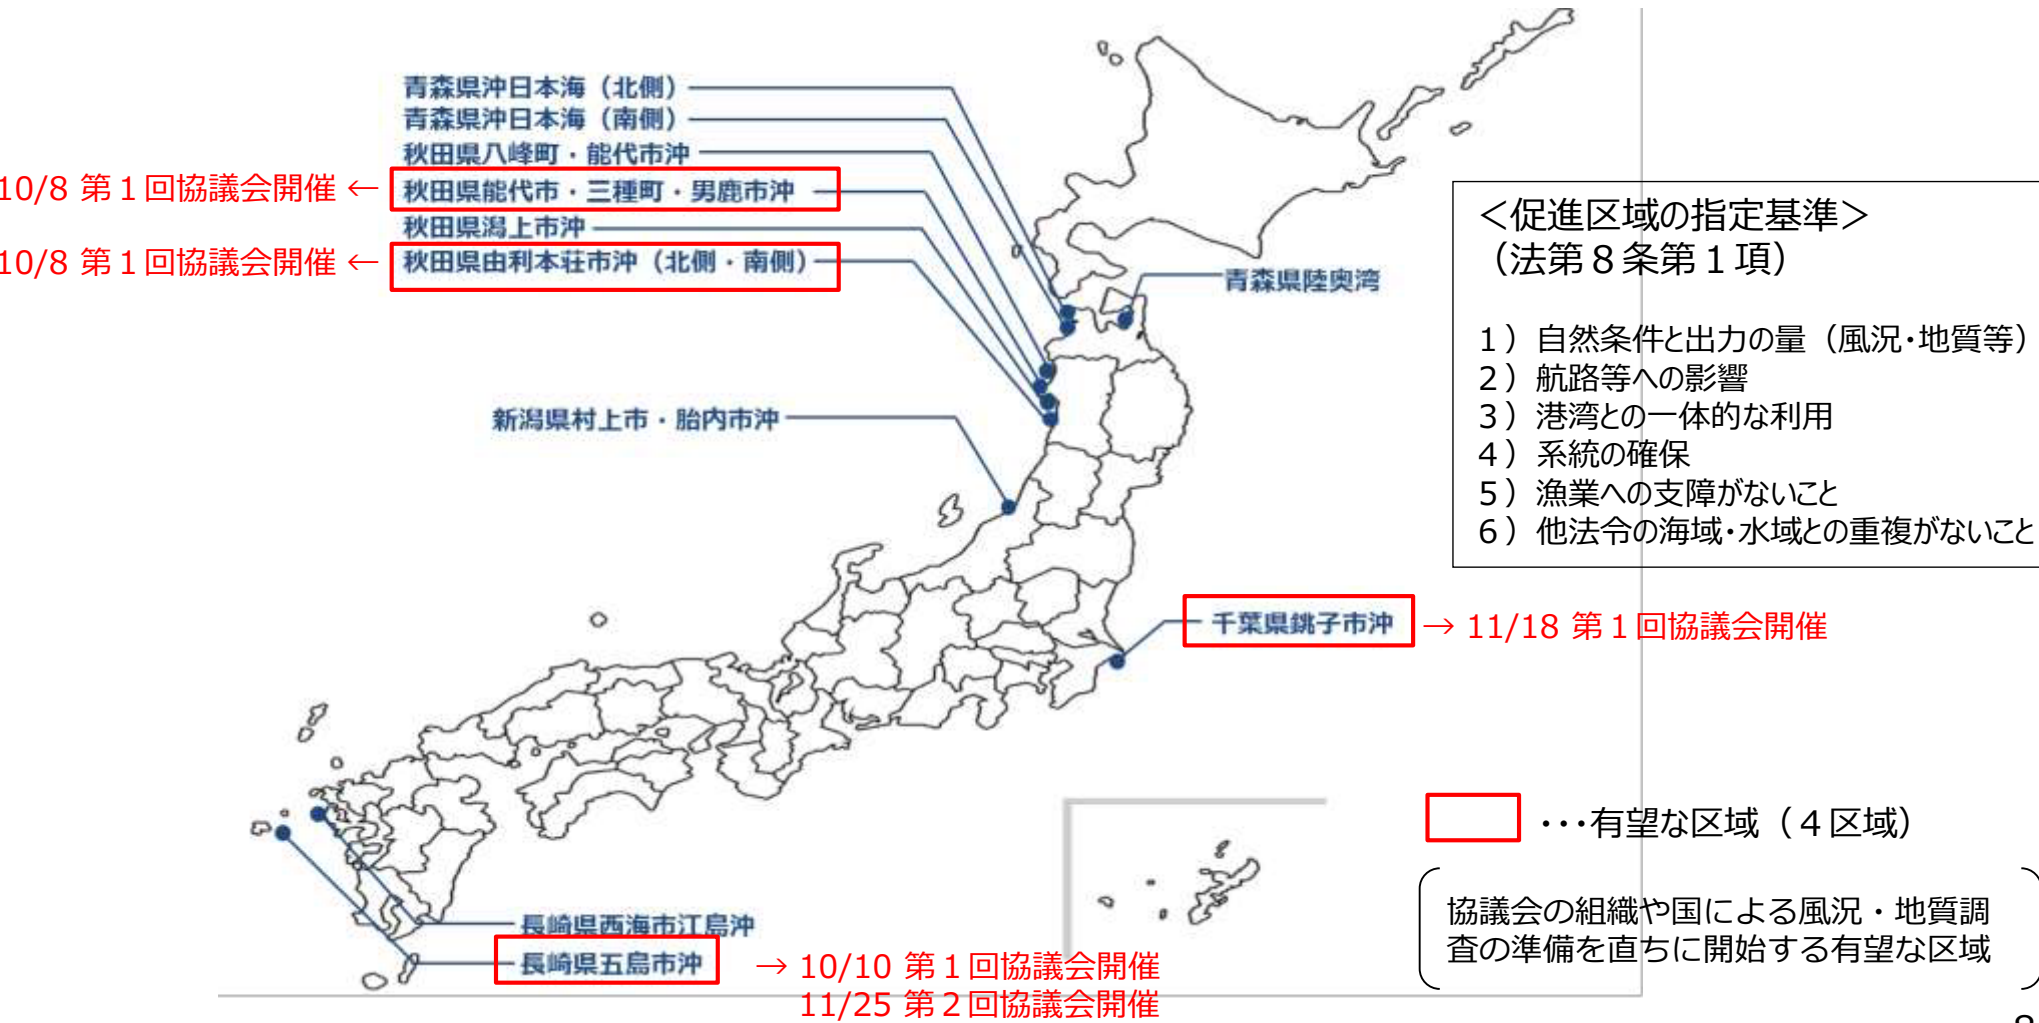 青森県沖日本海（北側）
青森県沖日本海（南側）
秋田県八峰町・能代市沖
10/8 第１回協議会開催 ← 秋田県能代市・三種町・男鹿市沖
秋田県潟上市沖
10/8 第１回協議会開催 ← 秋田県由利本荘市沖（北側・南側）
青森県陸奥湾
新潟県村上市・胎内市沖
＜促進区域の指定基準＞
（法第８条第１項）
１）自然条件と出力の量（風況・地質等）
２）航路等への影響
３）港湾との一体的な利用
４）系統の確保
５）漁業への支障がないこと
６）他法令の海域・水域との重複がないこと
千葉県銚子市沖 → 11/18 第１回協議会開催
長崎県西海市江島沖
長崎県五島市沖 → 10/10 第１回協議会開催
11/25 第２回協議会開催
・・・有望な区域（４区域）
協議会の組織や国による風況・地質調
査の準備を直ちに開始する有望な区域